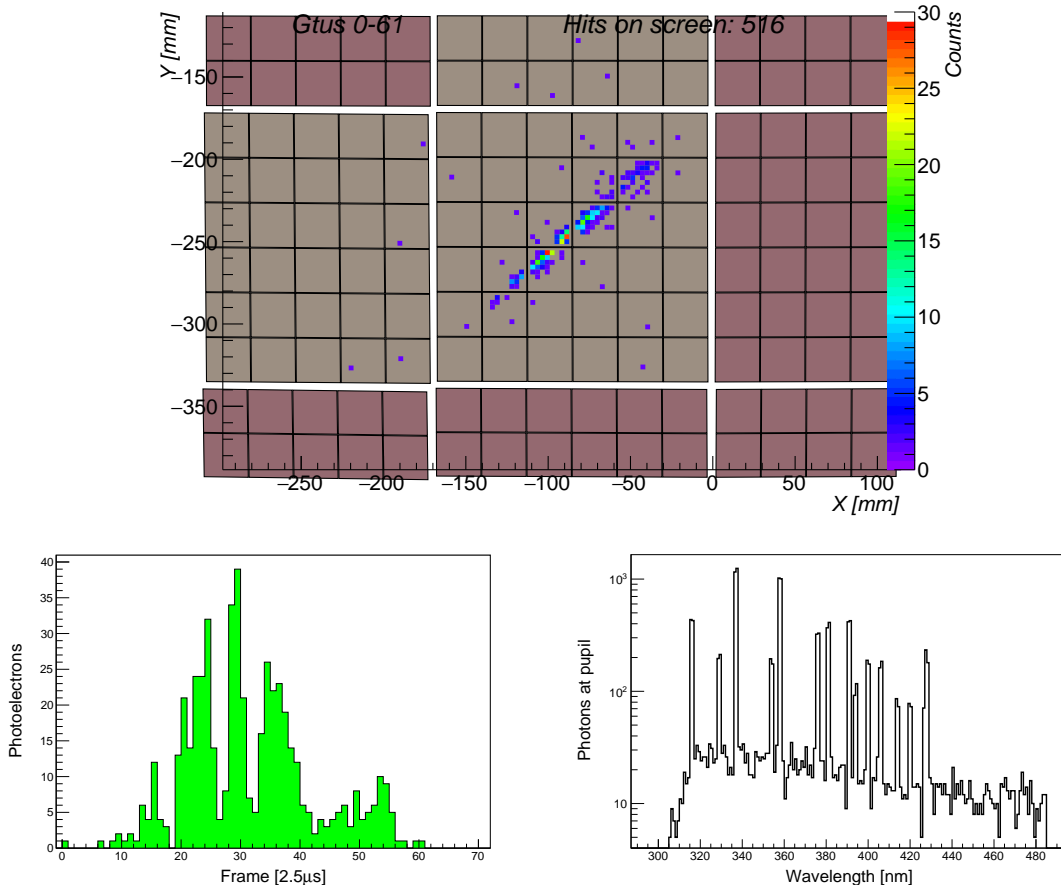 Gtus 0-61 Hits on screen: 516
Y [mm]
−150
−200
−250
−300
−350
−250 −200 −150 −100 −50 0 50 100
X [mm]
Counts
30
25
20
15
10
5
0
Photoelectrons
40
35
30
25
20
15
10
5
0
0 10 20 30 40 50 60 70
Frame [2.5μs]
Photons at pupil
10³
10²
10
300 320 340 360 380 400 420 440 460 480
Wavelength [nm]